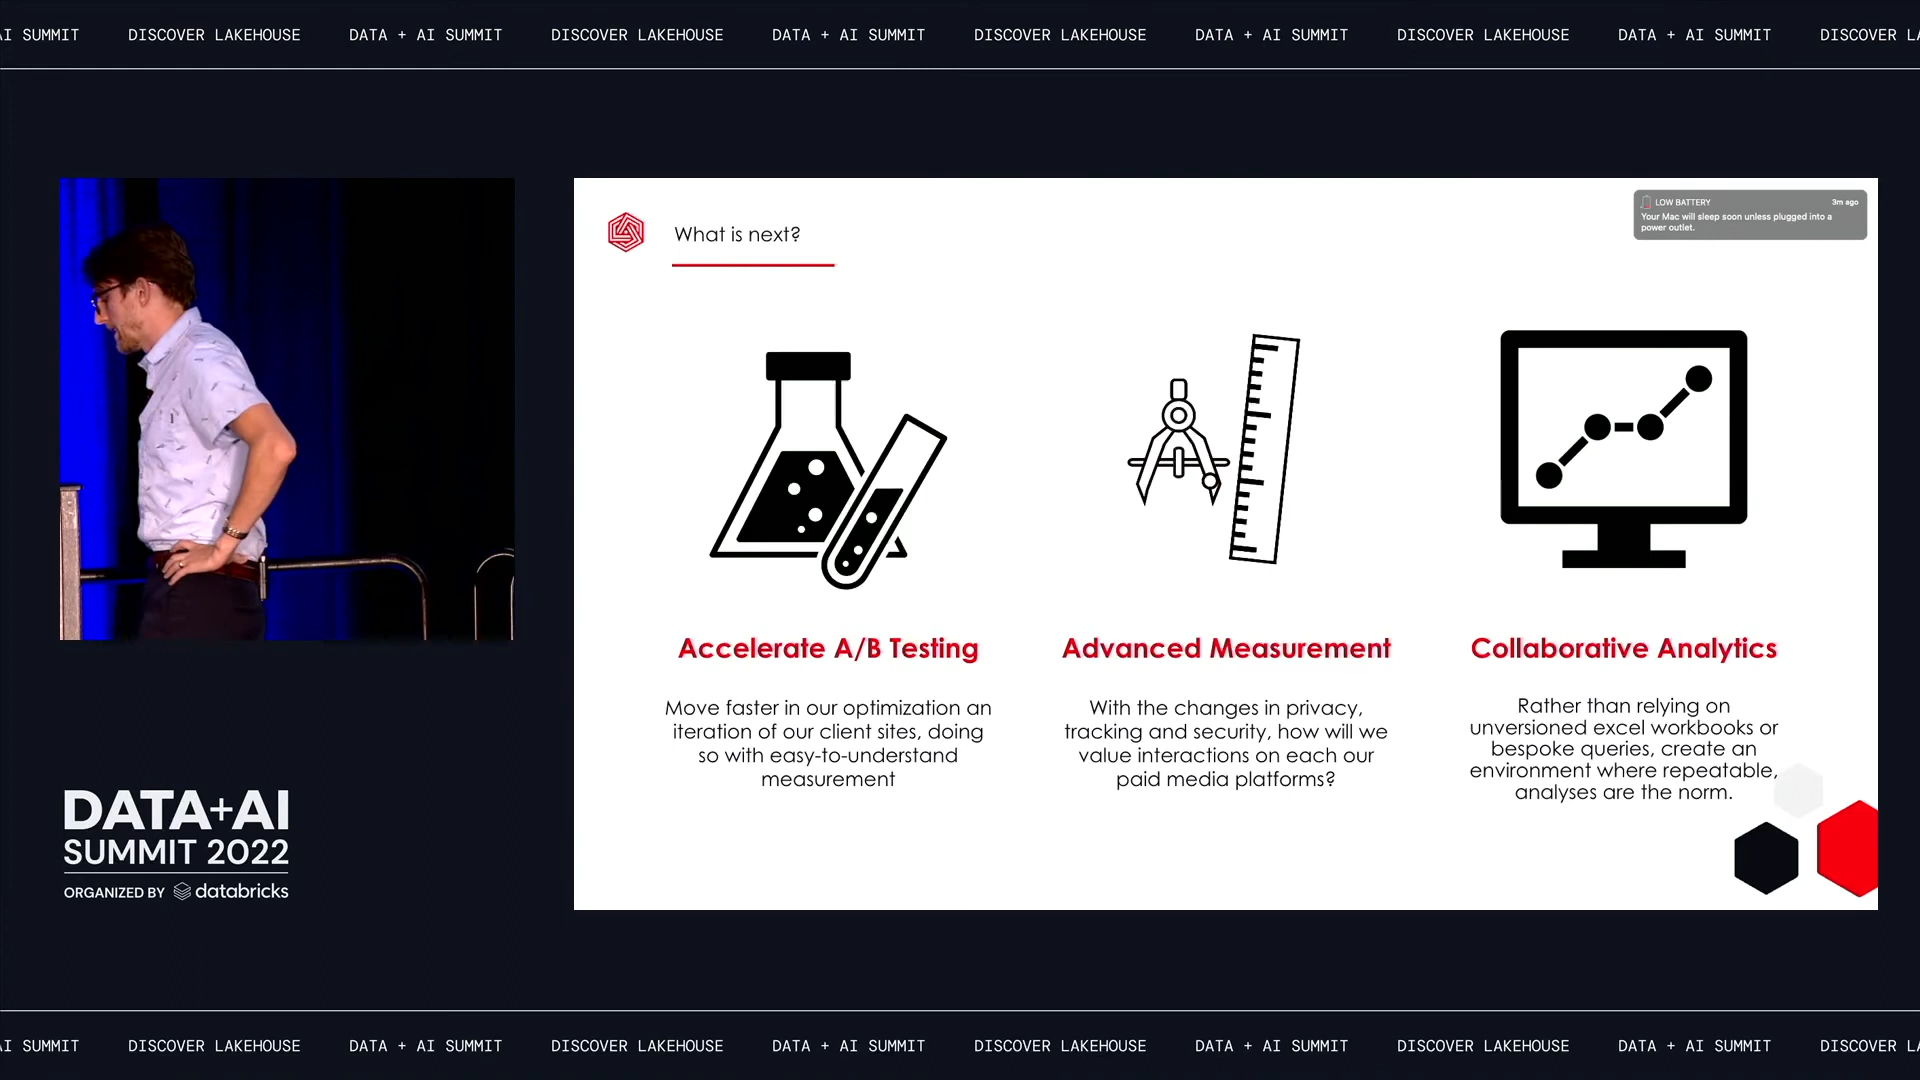 AI SUMMIT DISCOVER LAKEHOUSE DATA + AI SUMMIT DISCOVER LAKEHOUSE DATA + AI SUMMIT DISCOVER LAKEHOUSE DATA + AI SUMMIT DISCOVER LAKEHOUSE DATA + AI SUMMIT DISCOVER LA
What is next?
LOW BATTERY 3m ago
Your Mac will sleep soon unless plugged into a
power outlet.
Accelerate A/B Testing
Move faster in our optimization an
iteration of our client sites, doing
so with easy-to-understand
measurement
Advanced Measurement
With the changes in privacy,
tracking and security, how will we
value interactions on each our
paid media platforms?
Collaborative Analytics
Rather than relying on
unversioned excel workbooks or
bespoke queries, create an
environment where repeatable,
analyses are the norm.
DATA+AI
SUMMIT 2022
ORGANIZED BY databricks
AI SUMMIT DISCOVER LAKEHOUSE DATA + AI SUMMIT DISCOVER LAKEHOUSE DATA + AI SUMMIT DISCOVER LAKEHOUSE DATA + AI SUMMIT DISCOVER LAKEHOUSE DATA + AI SUMMIT DISCOVER LA